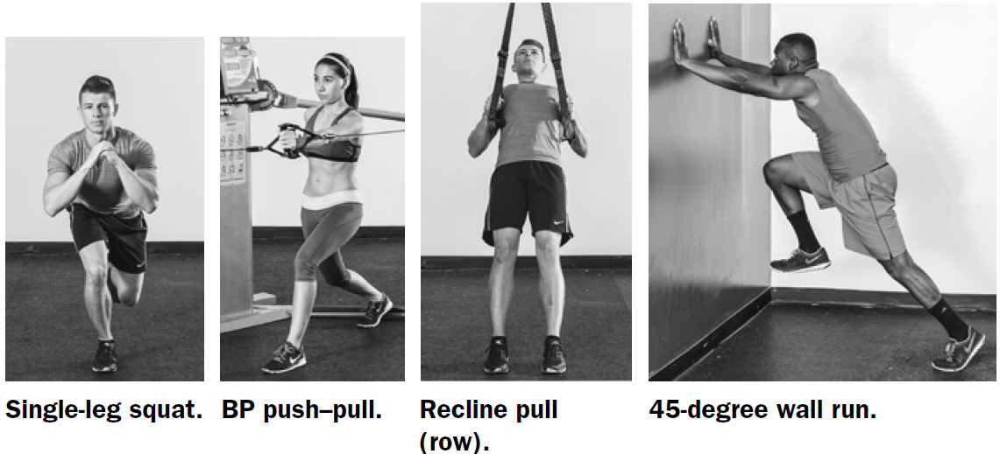 Single-leg squat.
BP push–pull.
Recline pull
(row).
45-degree wall run.